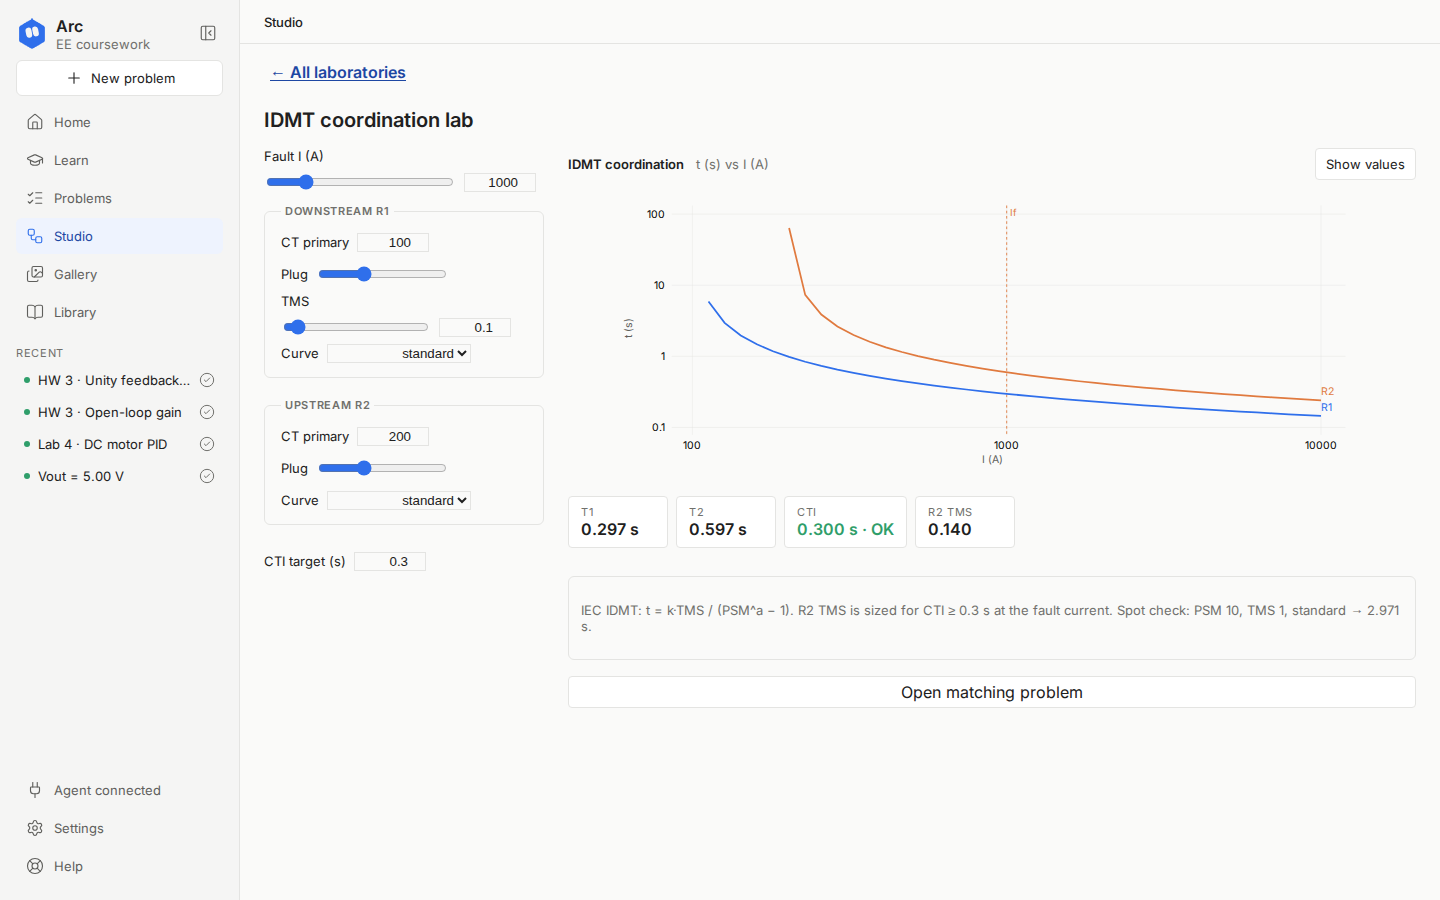 Arc
EE coursework
New problem
Home
Learn
Problems
Studio
Gallery
Library
RECENT
HW 3 · Unity feedback...
HW 3 · Open-loop gain
Lab 4 · DC motor PID
Vout = 5.00 V
Agent connected
Settings
Help
Studio
← All laboratories
IDMT coordination lab
Fault I (A)
1000
DOWNSTREAM R1
CT primary 100
Plug
TMS
0.1
Curve standard
UPSTREAM R2
CT primary 200
Plug
Curve standard
CTI target (s) 0.3
IDMT coordination t (s) vs I (A)
Show values
100
10
1
0.1
t (s)
If
R2
R1
100 1000 10000
I (A)
T1
0.297 s
T2
0.597 s
CTI
0.300 s · OK
R2 TMS
0.140
IEC IDMT: t = k·TMS / (PSM^a − 1). R2 TMS is sized for CTI ≥ 0.3 s at the fault current. Spot check: PSM 10, TMS 1, standard → 2.971
s.
Open matching problem